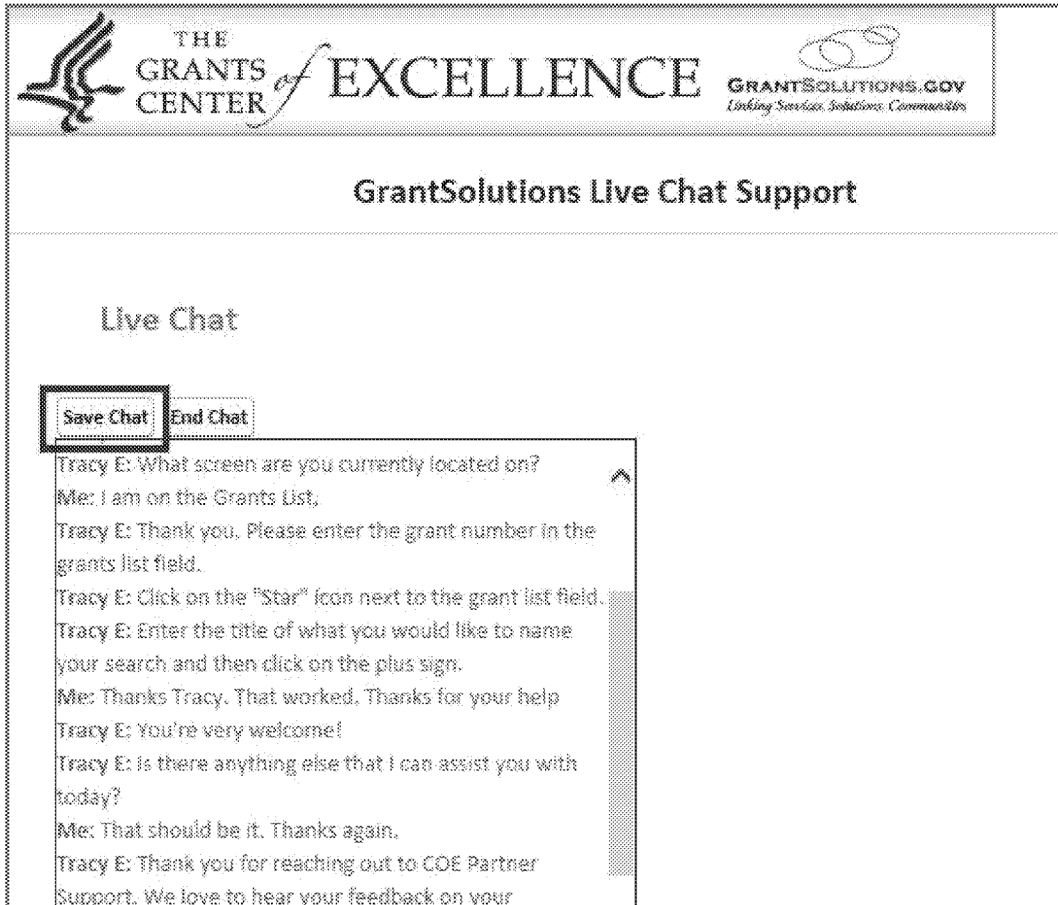 THE
GRANTS of EXCELLENCE
CENTER
GRANTSOLUTIONS.GOV
Linking Services. Solutions. Communities
GrantSolutions Live Chat Support
Live Chat
Save Chat End Chat
Tracy E: What screen are you currently located on?
Me: I am on the Grants List.
Tracy E: Thank you. Please enter the grant number in the
grants list field.
Tracy E: Click on the "Star" icon next to the grant list field.
Tracy E: Enter the title of what you would like to name
your search and then click on the plus sign.
Me: Thanks Tracy. That worked. Thanks for your help
Tracy E: You're very welcome!
Tracy E: Is there anything else that I can assist you with
today?
Me: That should be it. Thanks again.
Tracy E: Thank you for reaching out to COE Partner
Support. We love to hear your feedback on your